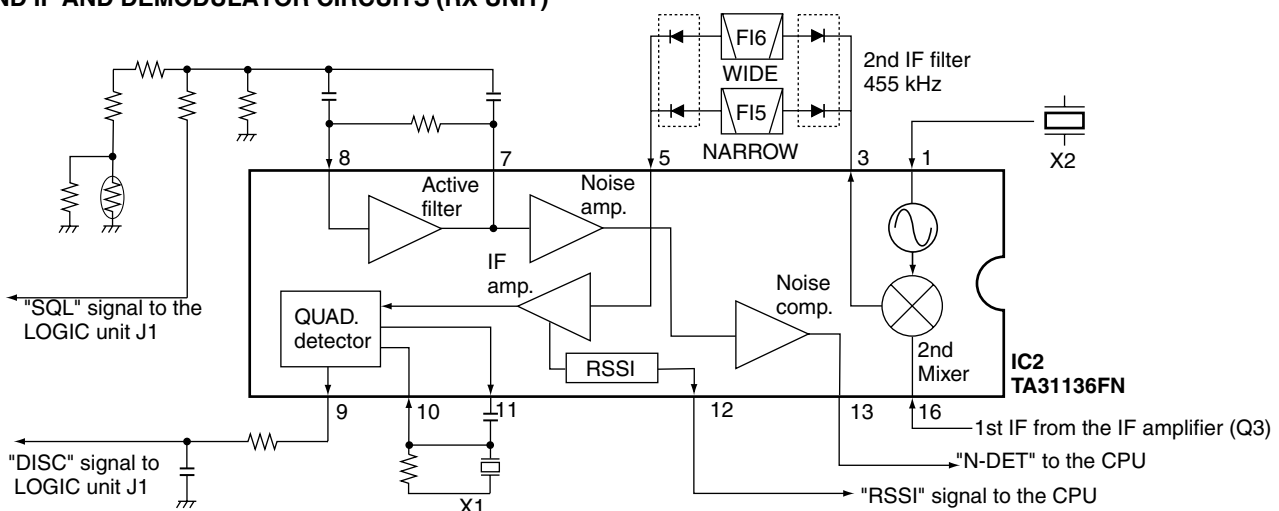 ND IF AND DEMODULATOR CIRCUITS (RX UNIT)
FI6
WIDE
FI5
NARROW
2nd IF filter
455 kHz
X2
8
7
5
3
1
Active
filter
Noise
amp.
IF
amp.
Noise
comp.
"SQL" signal to the
LOGIC unit J1
QUAD.
detector
RSSI
2nd
Mixer
IC2
TA31136FN
9
10
11
12
13
16
1st IF from the IF amplifier (Q3)
"N-DET" to the CPU
"DISC" signal to
LOGIC unit J1
X1
"RSSI" signal to the CPU